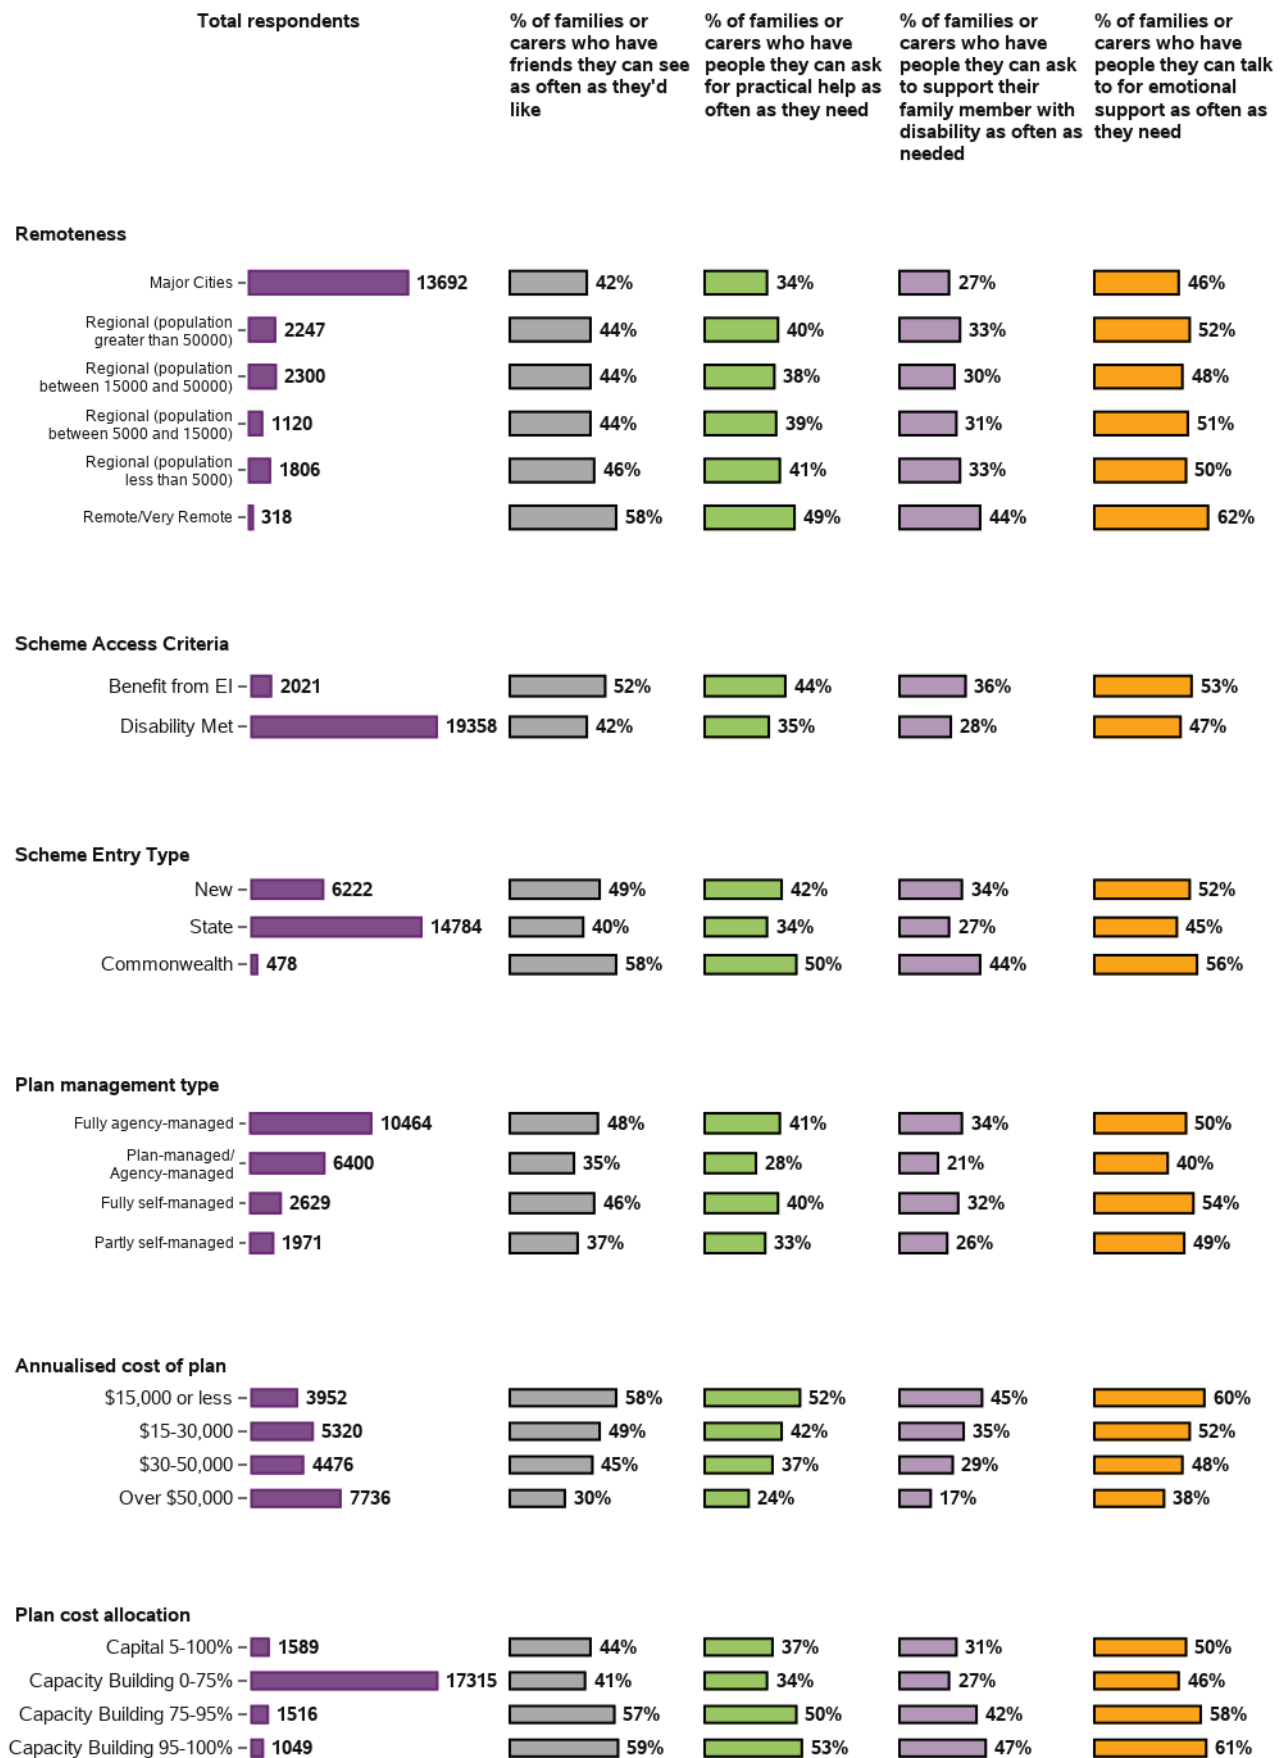 Total respondents
% of families or
carers who have
friends they can see
as often as they'd
like
% of families or
carers who have
people they can ask
for practical help as
often as they need
% of families or
carers who have
people they can ask
to support their
family member with
disability as often as
needed
% of families or
carers who have
people they can talk
to for emotional
support as often as
they need
Remoteness
Major Cities 13692 42% 34% 27% 46%
Regional (population
greater than 50000) 2247 44% 40% 33% 52%
Regional (population
between 15000 and 50000) 2300 44% 38% 30% 48%
Regional (population
between 5000 and 15000) 1120 44% 39% 31% 51%
Regional (population
less than 5000) 1806 46% 41% 33% 50%
Remote/Very Remote 318 58% 49% 44% 62%
Scheme Access Criteria
Benefit from EI 2021 52% 44% 36% 53%
Disability Met 19358 42% 35% 28% 47%
Scheme Entry Type
New 6222 49% 42% 34% 52%
State 14784 40% 34% 27% 45%
Commonwealth 478 58% 50% 44% 56%
Plan management type
Fully agency-managed 10464 48% 41% 34% 50%
Plan-managed/
Agency-managed 6400 35% 28% 21% 40%
Fully self-managed 2629 46% 40% 32% 54%
Partly self-managed 1971 37% 33% 26% 49%
Annualised cost of plan
$15,000 or less 3952 58% 52% 45% 60%
$15-30,000 5320 49% 42% 35% 52%
$30-50,000 4476 45% 37% 29% 48%
Over $50,000 7736 30% 24% 17% 38%
Plan cost allocation
Capital 5-100% 1589 44% 37% 31% 50%
Capacity Building 0-75% 17315 41% 34% 27% 46%
Capacity Building 75-95% 1516 57% 50% 42% 58%
Capacity Building 95-100% 1049 59% 53% 47% 61%